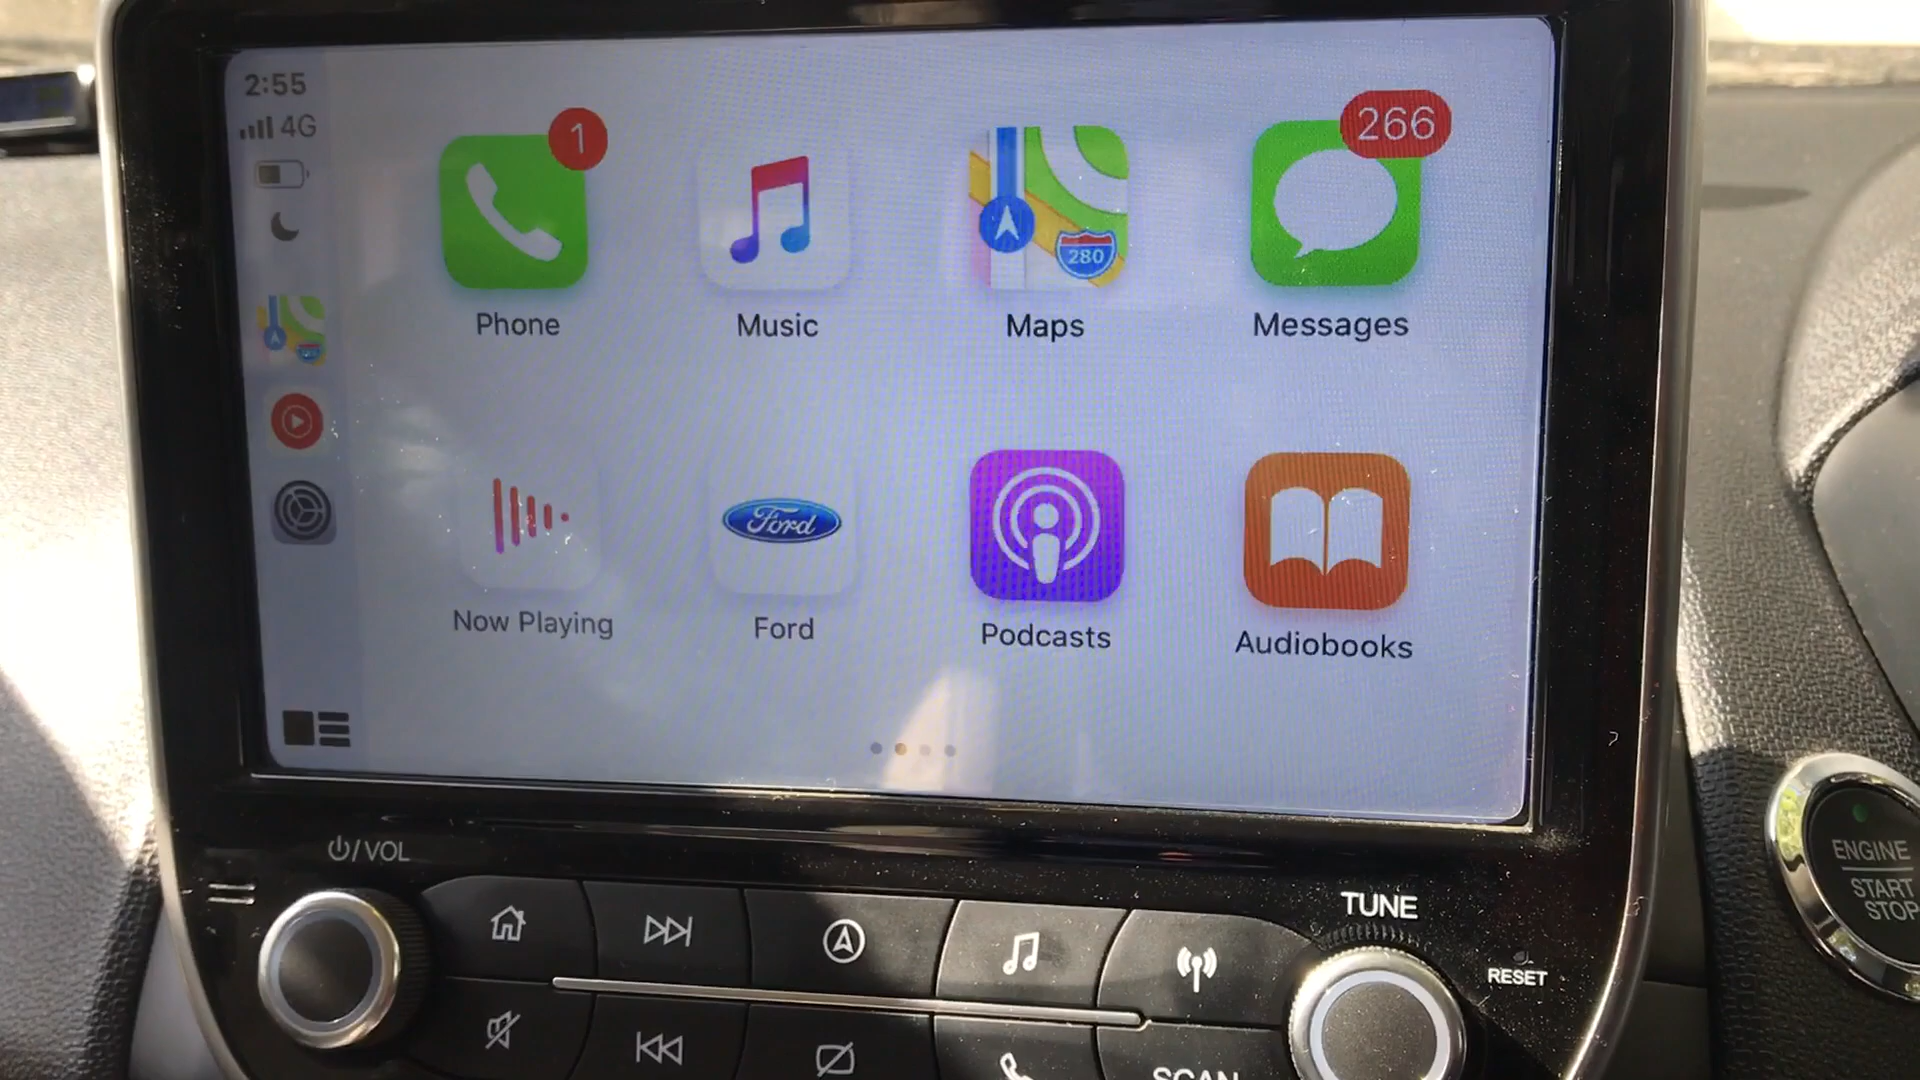 2:55
4G
1
266
280
Phone
Music
Maps
Messages
Ford
Now Playing
Ford
Podcasts
Audiobooks
/VOL
TUNE
RESET
SCAN
ENGINE
START
STOP